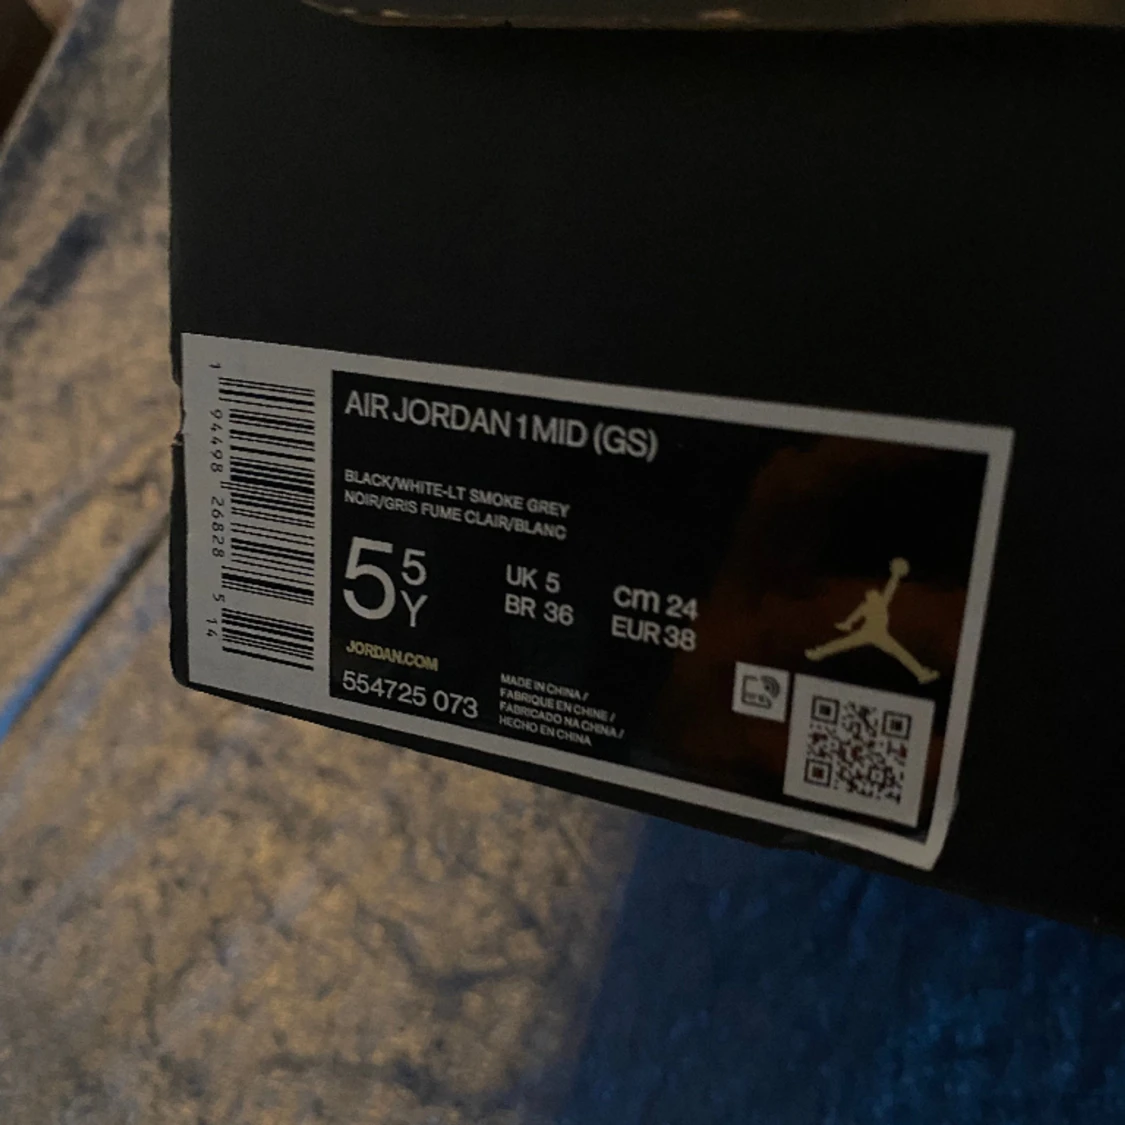 AIR JORDAN 1 MID (GS)
BLACK/WHITE-LT SMOKE GREY
NOIR/GRIS FUME CLAIR/BLANC
5 5 Y
UK 5
BR 36
cm 24
EUR 38
JORDAN.COM
554725 073
MADE IN CHINA /
FABRIQUE EN CHINE /
FABRICADO NA CHINA /
HECHO EN CHINA
1 94498 26828 5 14